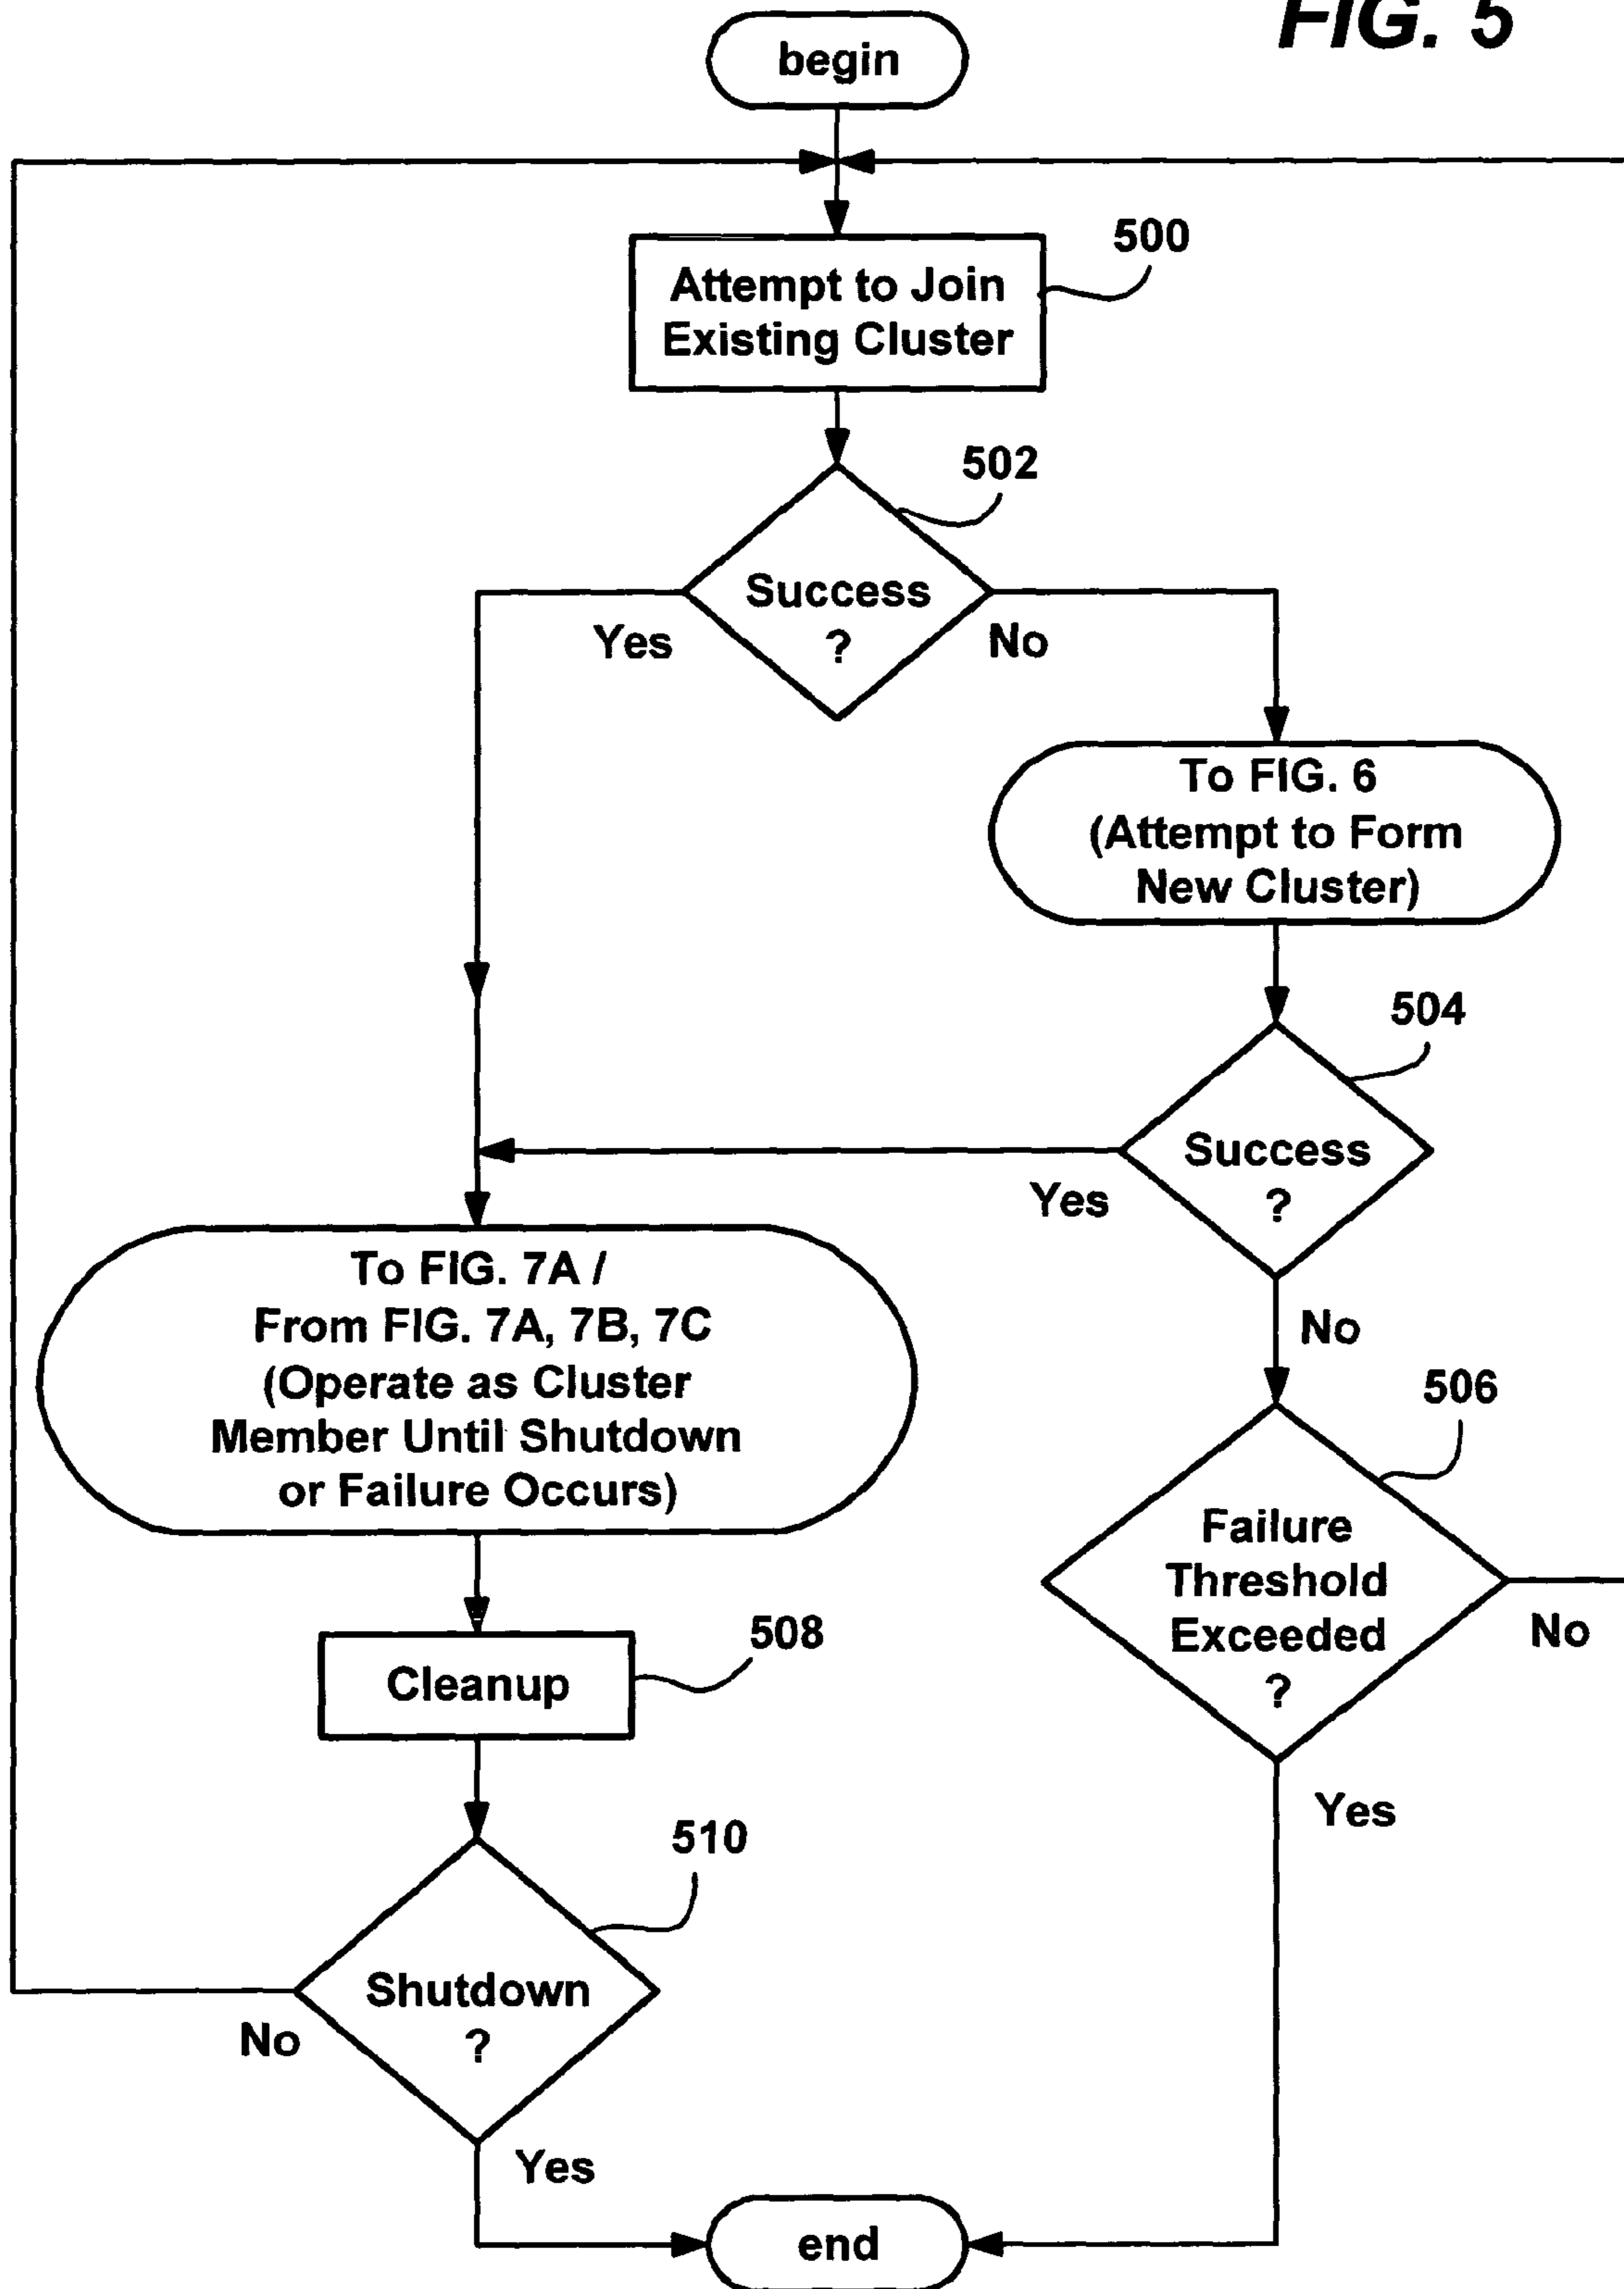 FIG. 5
begin
500
Attempt to Join
Existing Cluster
502
Success
?
Yes
No
To FIG. 6
(Attempt to Form
New Cluster)
504
Success
?
Yes
No
To FIG. 7A /
From FIG. 7A, 7B, 7C
(Operate as Cluster
Member Until Shutdown
or Failure Occurs)
506
Failure
Threshold
Exceeded
?
No
Yes
508
Cleanup
510
Shutdown
?
No
Yes
end